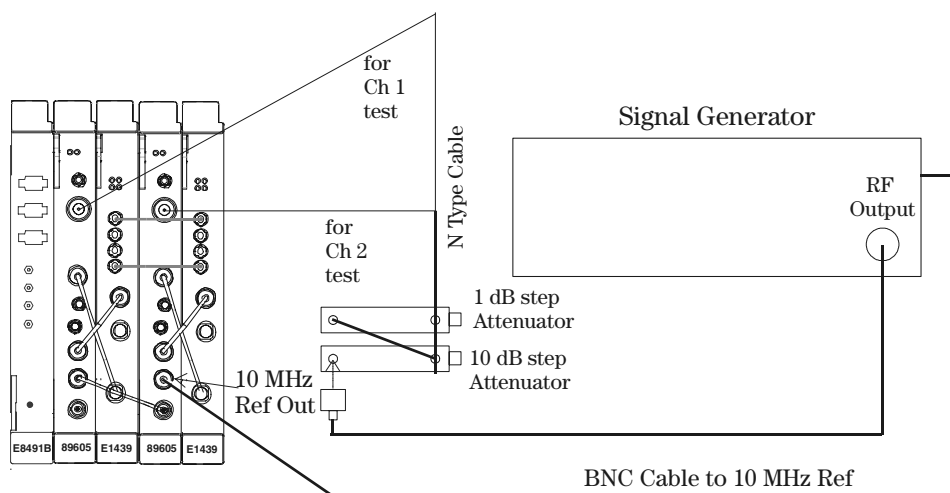 for
Ch 1
test
N Type Cable
Signal Generator
RF
Output
for
Ch 2
test
1 dB step
Attenuator
10 dB step
Attenuator
10 MHz
Ref Out
E8491B
89605
E1439
89605
E1439
BNC Cable to 10 MHz Ref